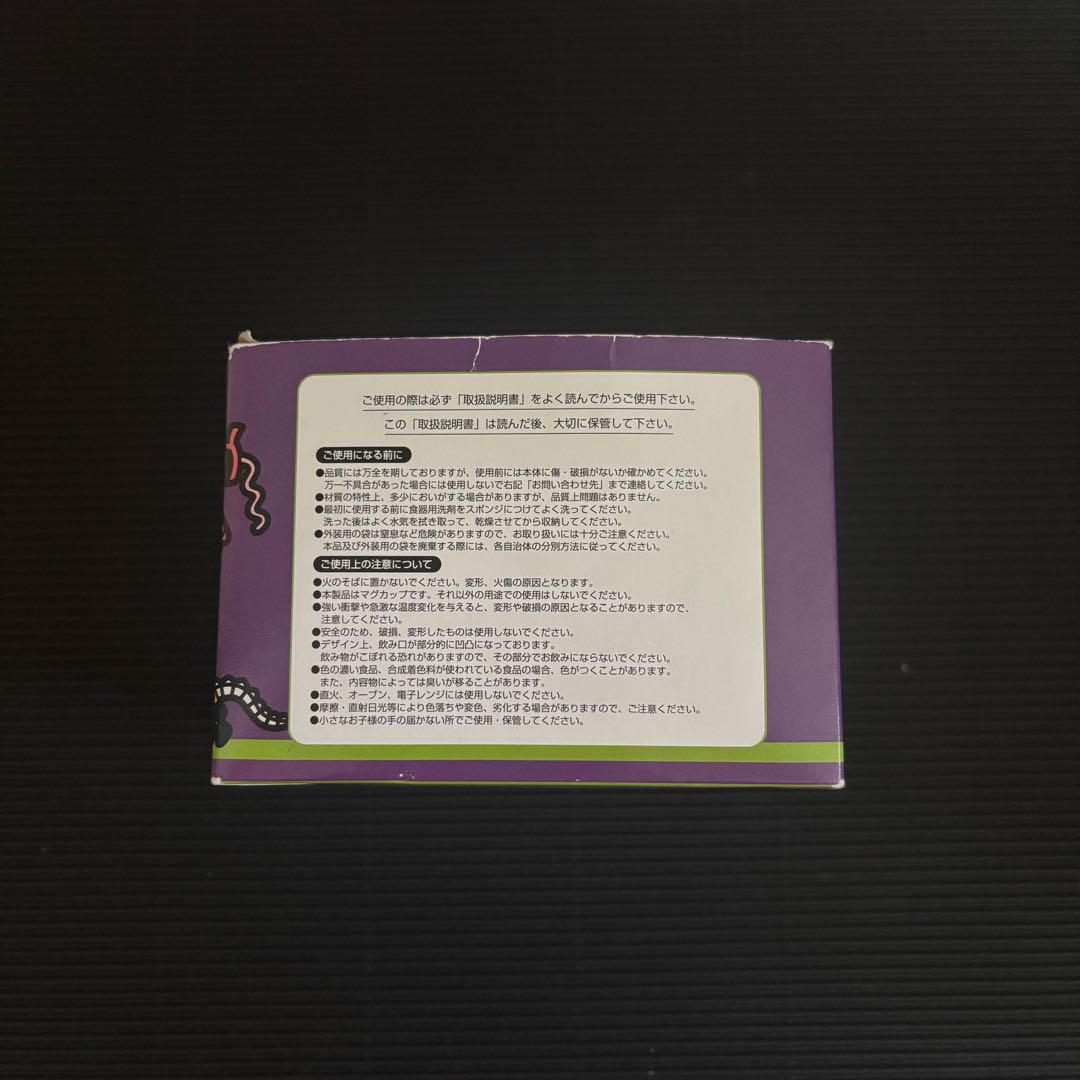 ご使用の際は必ず「取扱説明書」をよく読んでからご使用下さい。
この「取扱説明書」は読んだ後、大切に保管して下さい。
ご使用になる前に
●品質には万全を期しておりますが、使用前には本体に傷・破損がないか確かめてください。
万一不具合があった場合には使用しないで右記「お問い合わせ先」まで連絡してください。
●材質の特性上、多少においがする場合がありますが、品質上問題はありません。
●最初に使用する前に食器用洗剤をスポンジにつけてよく洗ってください。
洗った後はよく水気を拭き取って、乾燥させてから収納してください。
●外装用の袋は窒息など危険がありますので、お取り扱いには十分ご注意ください。
本品及び外装用の袋を廃棄する際には、各自治体の分別方法に従ってください。
ご使用上の注意について
●火のそばに置かないでください。変形、火傷の原因となります。
●本製品はマグカップです。それ以外の用途での使用はしないでください。
●強い衝撃や急激な温度変化を与えると、変形や破損の原因となることがありますので、
注意してください。
●安全のため、破損、変形したものは使用しないでください。
●デザイン上、飲み口が部分的に凹凸になっております。
飲み物がこぼれる恐れがありますので、その部分でお飲みにならないでください。
●色の濃い食品、合成着色料が使われている食品の場合、色がつくことがあります。
また、内容物によっては臭いが移ることがあります。
●直火、オーブン、電子レンジには使用しないでください。
●摩擦・直射日光等により色落ちや変色、劣化する場合がありますので、ご注意ください。
●小さなお子様の手の届かない所でご使用・保管してください。